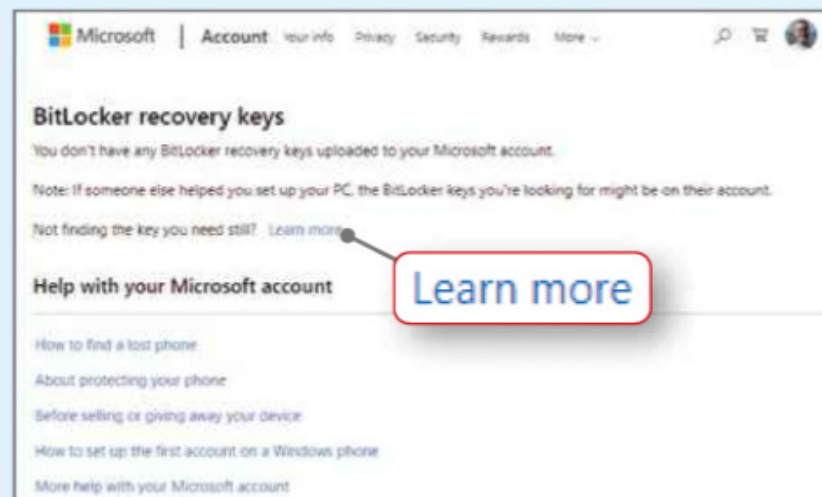 Microsoft | Account Your info Privacy Security Rewards More
BitLocker recovery keys
You don't have any BitLocker recovery keys uploaded to your Microsoft account.
Note: If someone else helped you set up your PC, the BitLocker keys you're looking for might be on their account.
Not finding the key you need still? Learn more
Learn more
Help with your Microsoft account
How to find a lost phone
About protecting your phone
Before selling or giving away your device
How to set up the first account on a Windows phone
More help with your Microsoft account